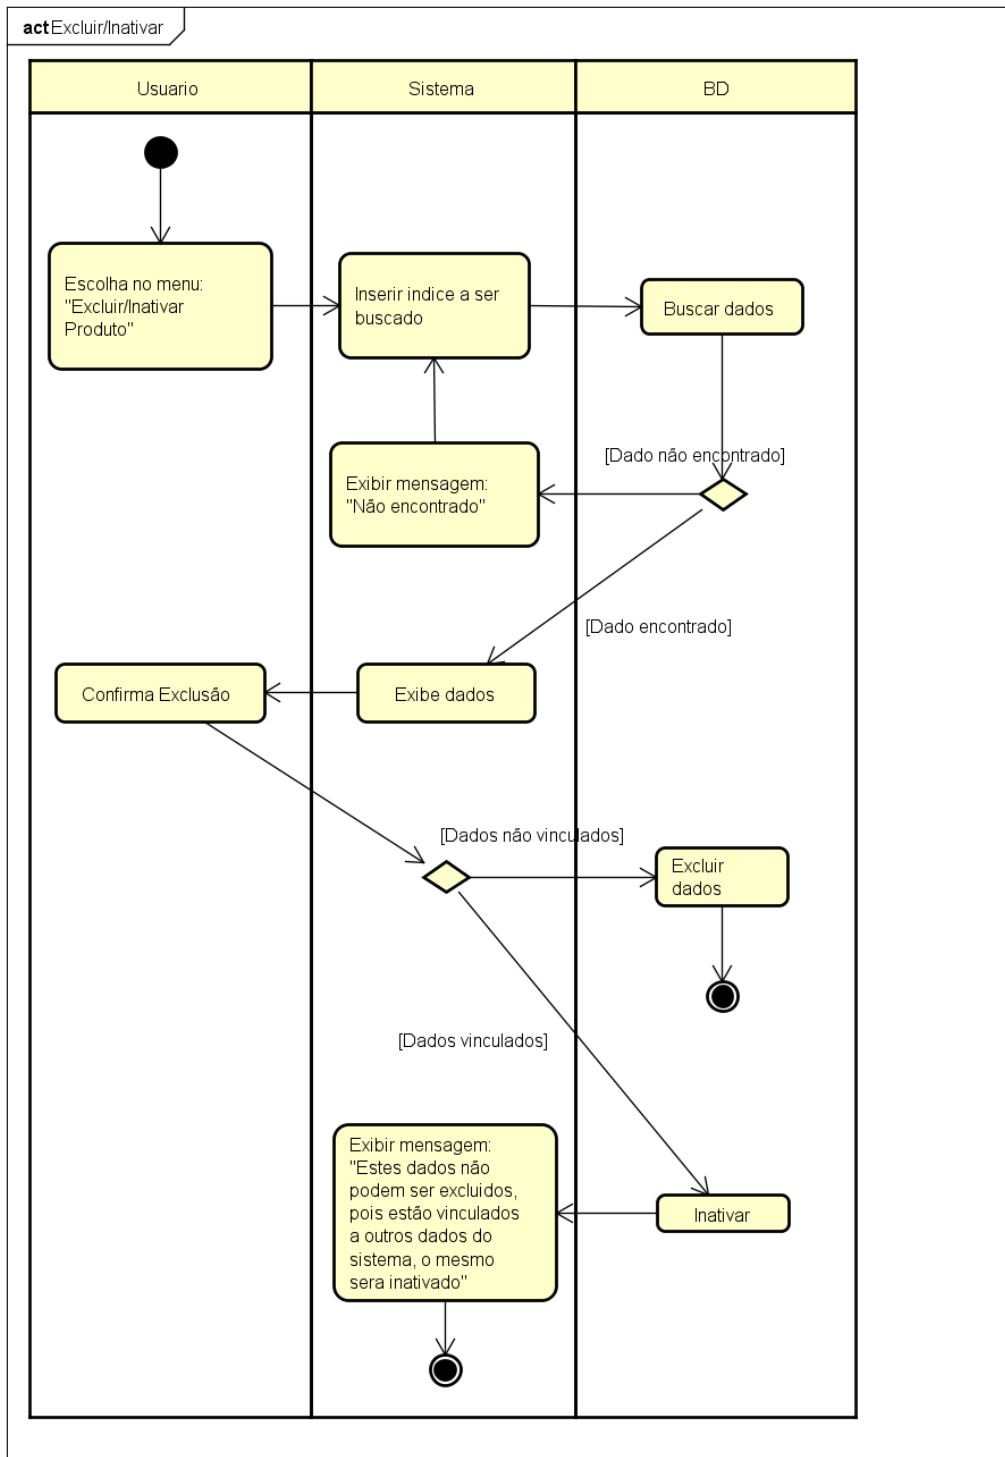 act Excluir/Inativar
Usuario
Sistema
BD
Escolha no menu:
"Excluir/Inativar
Produto"
Inserir indice a ser
buscado
Buscar dados
[Dado não encontrado]
Exibir mensagem:
"Não encontrado"
[Dado encontrado]
Confirma Exclusão
Exibe dados
[Dados não vinculados]
Excluir
dados
[Dados vinculados]
Exibir mensagem:
"Estes dados não
podem ser excluidos,
pois estão vinculados
a outros dados do
sistema, o mesmo
sera inativado"
Inativar